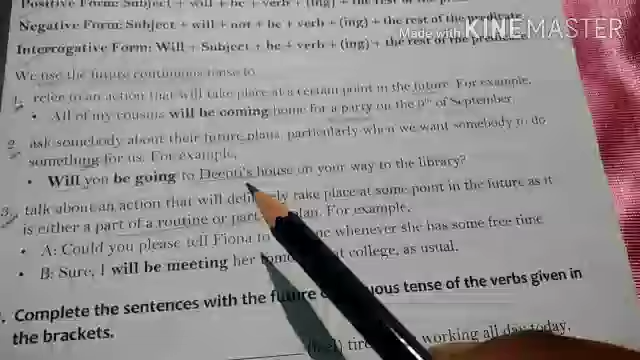 Positive Form: Subject + will + be + verb + (ing) + the rest of the
Negative Form: Subject + will + not + be + verb + (ing) + the rest of the predicate
Interrogative Form: Will + Subject + be + verb + (ing) + the rest of the
Made with KINEMASTER
We use the future continuous tense to
1. refer to an action that will take place at a certain point in the future. For example,
• All of my cousins will be coming home for a party on the 9th of September.
2. ask somebody about their future plans, particularly when we want somebody to do
something for us. For example,
• Will you be going to Deepti's house on your way to the library?
3. talk about an action that will take place at some point in the future as it
is either a part of a routine or plan. For example,
• A: Could you please tell Fiona to whenever she has some free time
• B: Sure, I will be meeting her at college, as usual.
. Complete the sentences with the future tense of the verbs given in
the brackets.
working all day today.